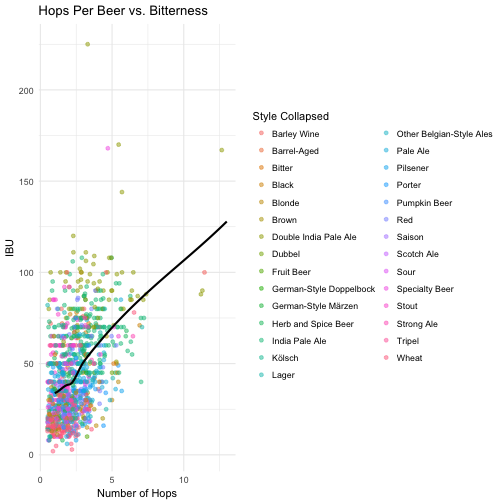 Hops Per Beer vs. Bitterness
IBU
200
150
100
50
0
0
5
10
Number of Hops
Style Collapsed
Barley Wine
Barrel-Aged
Bitter
Black
Blonde
Brown
Double India Pale Ale
Dubbel
Fruit Beer
German-Style Doppelbock
German-Style Märzen
Herb and Spice Beer
India Pale Ale
Kölsch
Lager
Other Belgian-Style Ales
Pale Ale
Pilsener
Porter
Pumpkin Beer
Red
Saison
Scotch Ale
Sour
Specialty Beer
Stout
Strong Ale
Tripel
Wheat